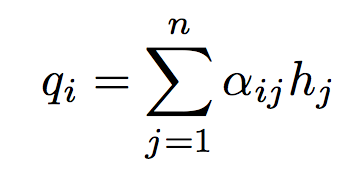 $q_i = \sum_{j=1}^{n} \alpha_{ij} h_j$